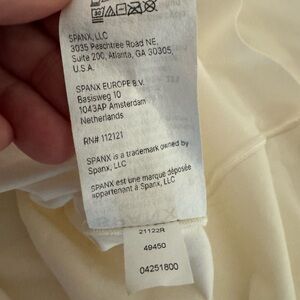 SPANX, LLC
3035 Peachtree Road NE,
Suite 200, Atlanta, GA 30305,
U.S.A.
SPANX EUROPE B.V.
Basisweg 10
1043AP Amsterdam
Netherlands
RN# 112121
SPANX is a trademark owned by
Spanx, LLC
SPANX est une marque déposée
appartenant à Spanx, LLC
21122R
49450
04251800